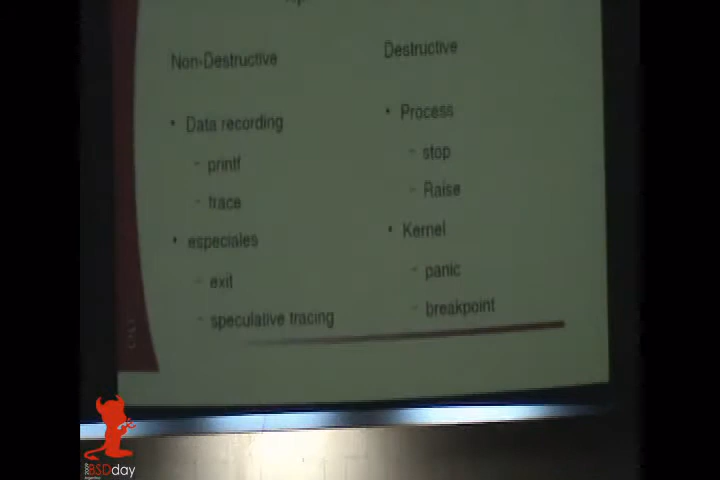 Non-Destructive
• Data recording
- printf
- trace
• especiales
- exit
- speculative tracing
Destructive
• Process
- stop
- Raise
• Kernel
- panic
- breakpoint
BSDday